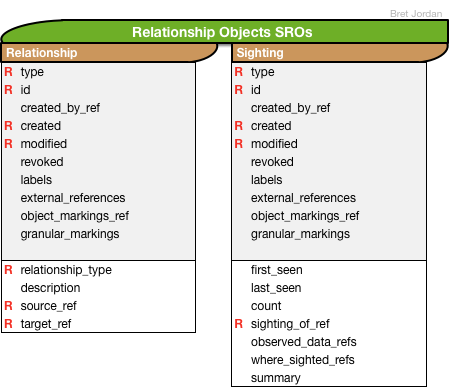 Bret Jordan
Relationship Objects SROs
Relationship
R type
R id
created_by_ref
R created
R modified
revoked
labels
external_references
object_markings_ref
granular_markings
R relationship_type
description
R source_ref
R target_ref
Sighting
R type
R id
created_by_ref
R created
R modified
revoked
labels
external_references
object_markings_ref
granular_markings
first_seen
last_seen
count
R sighting_of_ref
observed_data_refs
where_sighted_refs
summary